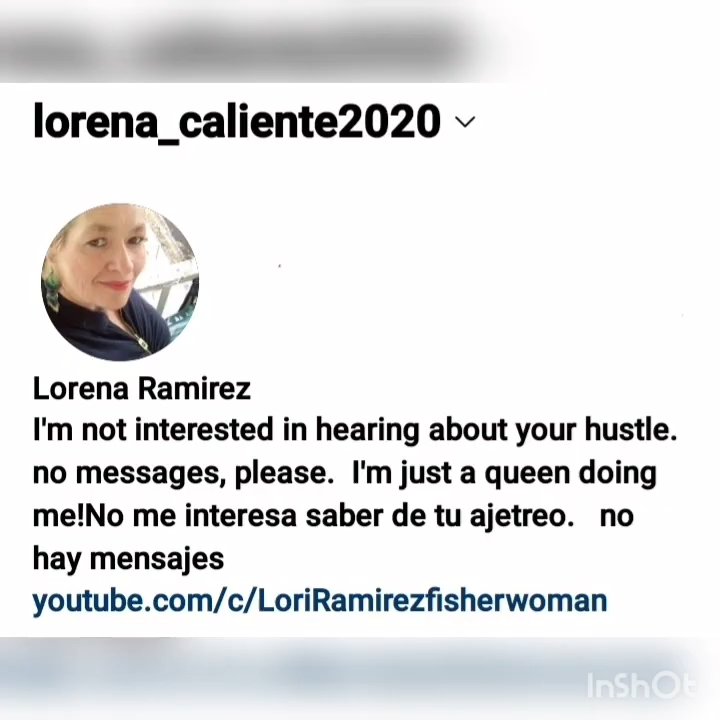 lorena_caliente2020
Lorena Ramirez
I'm not interested in hearing about your hustle.
no messages, please. I'm just a queen doing
me!No me interesa saber de tu ajetreo. no
hay mensajes
youtube.com/c/LoriRamirezfisherwoman
InShOt